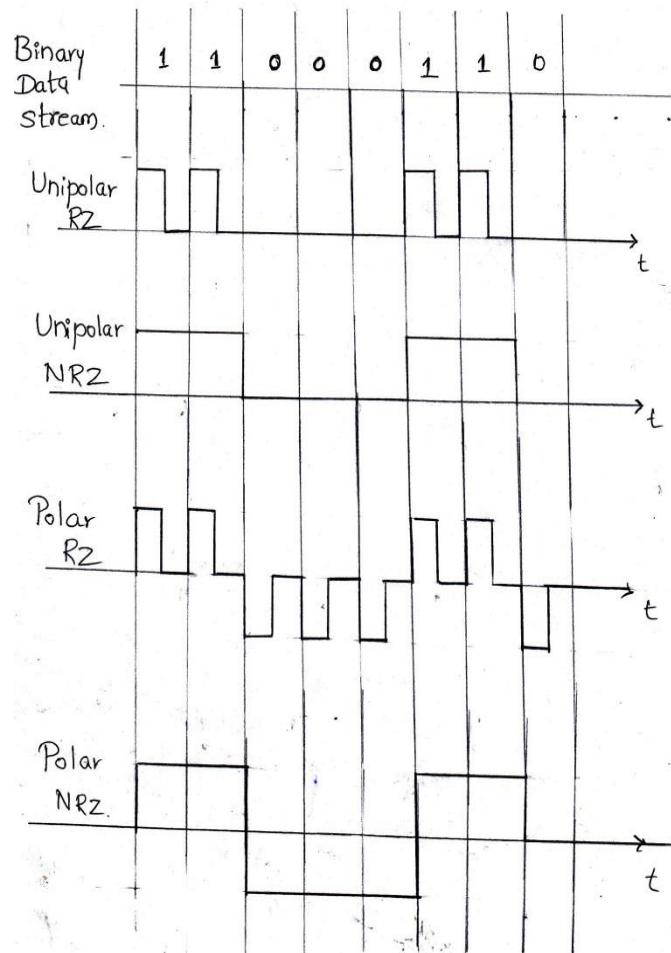 Binary
Data
stream.
1 1 0 0 0 1 1 0
Unipolar
RZ
t
Unipolar
NRZ
t
Polar
RZ
t
Polar
NRZ.
t